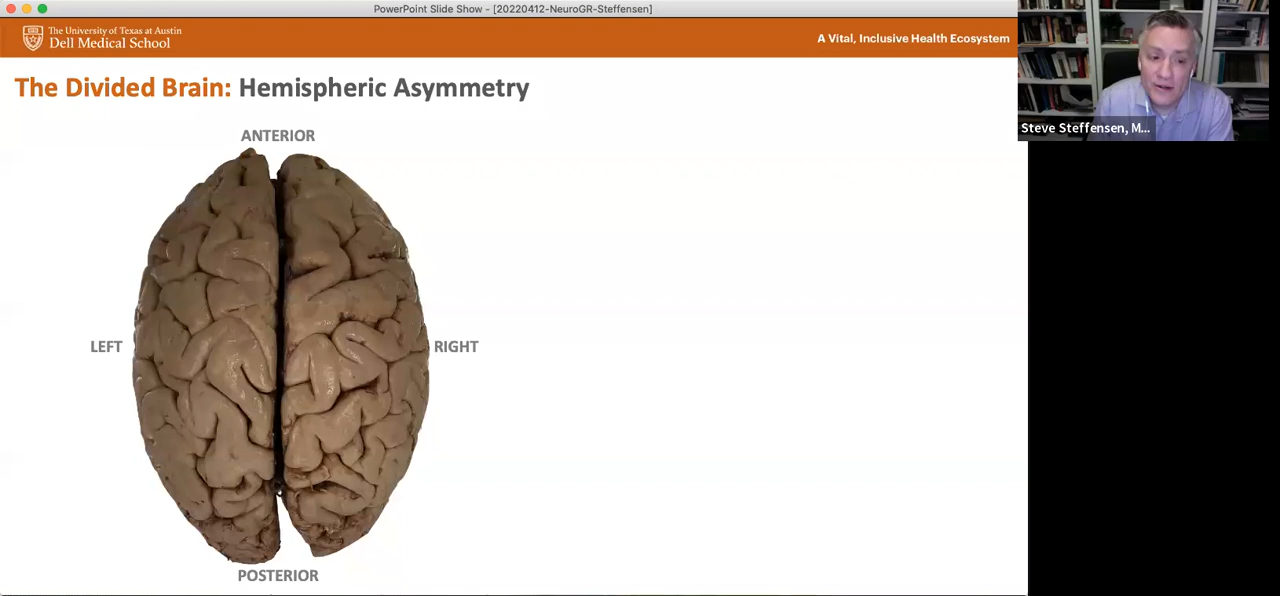 PowerPoint Slide Show - [20220412-NeuroGR-Steffensen]
The University of Texas at Austin
Dell Medical School
A Vital, Inclusive Health Ecosystem
The Divided Brain: Hemispheric Asymmetry
Steve Steffensen, M...
ANTERIOR
LEFT
RIGHT
POSTERIOR